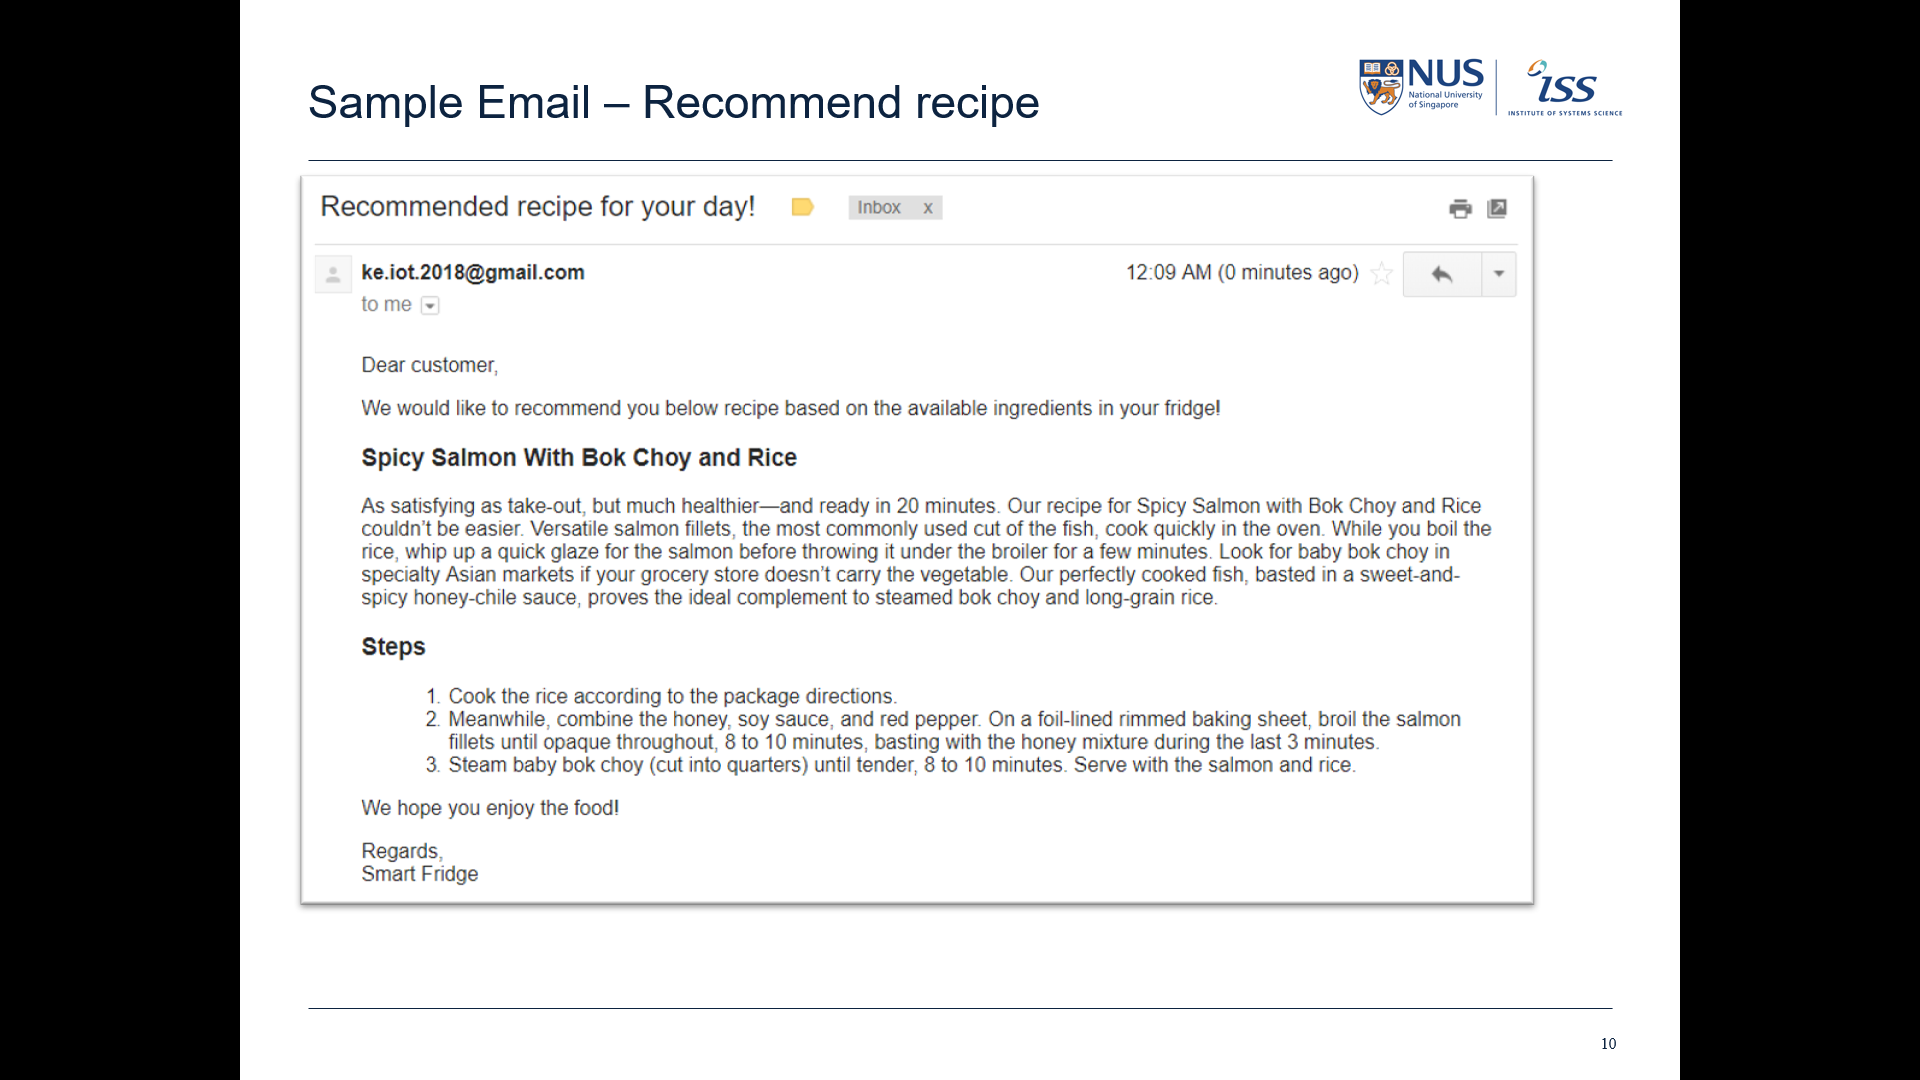 Sample Email – Recommend recipe
NUS
National University
of Singapore
ISS
INSTITUTE OF SYSTEMS SCIENCE
Recommended recipe for your day!
Inbox x
ke.iot.2018@gmail.com
12:09 AM (0 minutes ago)
to me
Dear customer,
We would like to recommend you below recipe based on the available ingredients in your fridge!
Spicy Salmon With Bok Choy and Rice
As satisfying as take-out, but much healthier—and ready in 20 minutes. Our recipe for Spicy Salmon with Bok Choy and Rice
couldn't be easier. Versatile salmon fillets, the most commonly used cut of the fish, cook quickly in the oven. While you boil the
rice, whip up a quick glaze for the salmon before throwing it under the broiler for a few minutes. Look for baby bok choy in
specialty Asian markets if your grocery store doesn't carry the vegetable. Our perfectly cooked fish, basted in a sweet-and-
spicy honey-chile sauce, proves the ideal complement to steamed bok choy and long-grain rice.
Steps
1. Cook the rice according to the package directions.
2. Meanwhile, combine the honey, soy sauce, and red pepper. On a foil-lined rimmed baking sheet, broil the salmon
fillets until opaque throughout, 8 to 10 minutes, basting with the honey mixture during the last 3 minutes.
3. Steam baby bok choy (cut into quarters) until tender, 8 to 10 minutes. Serve with the salmon and rice.
We hope you enjoy the food!
Regards,
Smart Fridge
10